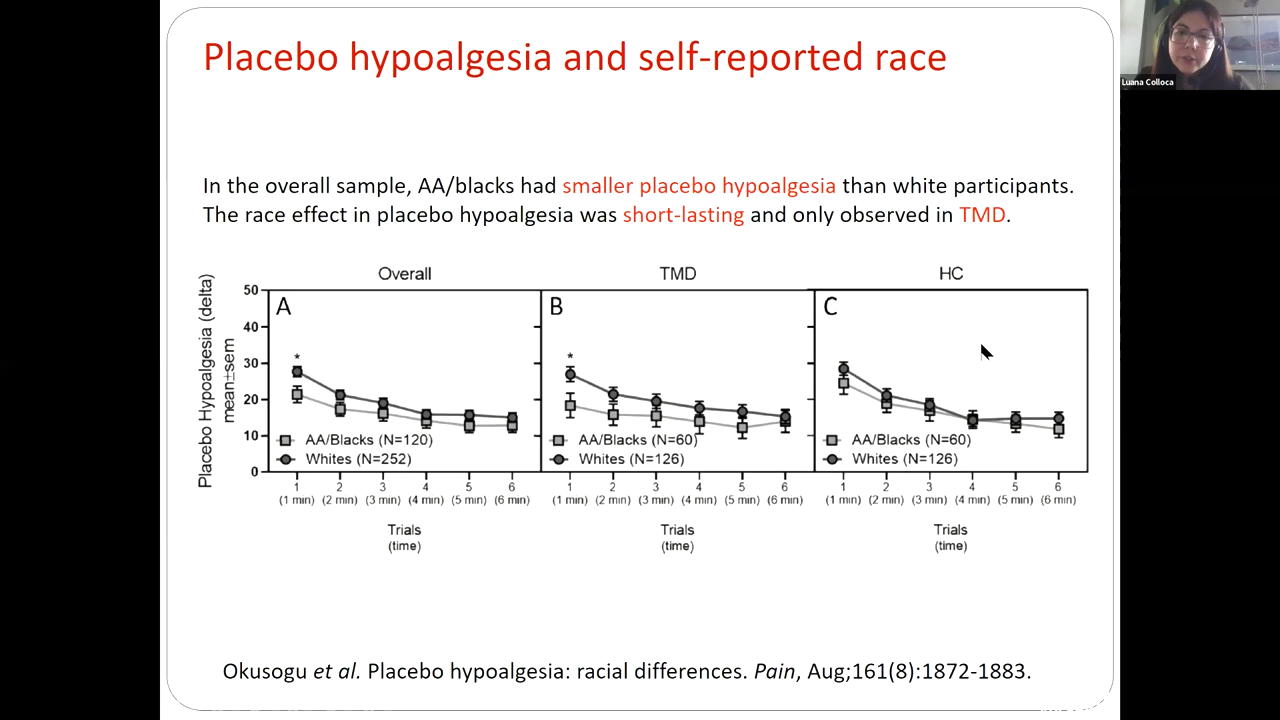 Placebo hypoalgesia and self-reported race
Luana Colloca
In the overall sample, AA/blacks had smaller placebo hypoalgesia than white participants.
The race effect in placebo hypoalgesia was short-lasting and only observed in TMD.
Overall
TMD
HC
Placebo Hypoalgesia (delta)
mean±sem
50
40
30
20
10
0
A
*
AA/Blacks (N=120)
Whites (N=252)
1 2 3 4 5 6
(1 min) (2 min) (3 min) (4 min) (5 min) (6 min)
Trials
(time)
B
*
AA/Blacks (N=60)
Whites (N=126)
1 2 3 4 5 6
(1 min) (2 min) (3 min) (4 min) (5 min) (6 min)
Trials
(time)
C
AA/Blacks (N=60)
Whites (N=126)
1 2 3 4 5 6
(1 min) (2 min) (3 min) (4 min) (5 min) (6 min)
Trials
(time)
Okusogu et al. Placebo hypoalgesia: racial differences. Pain, Aug;161(8):1872-1883.